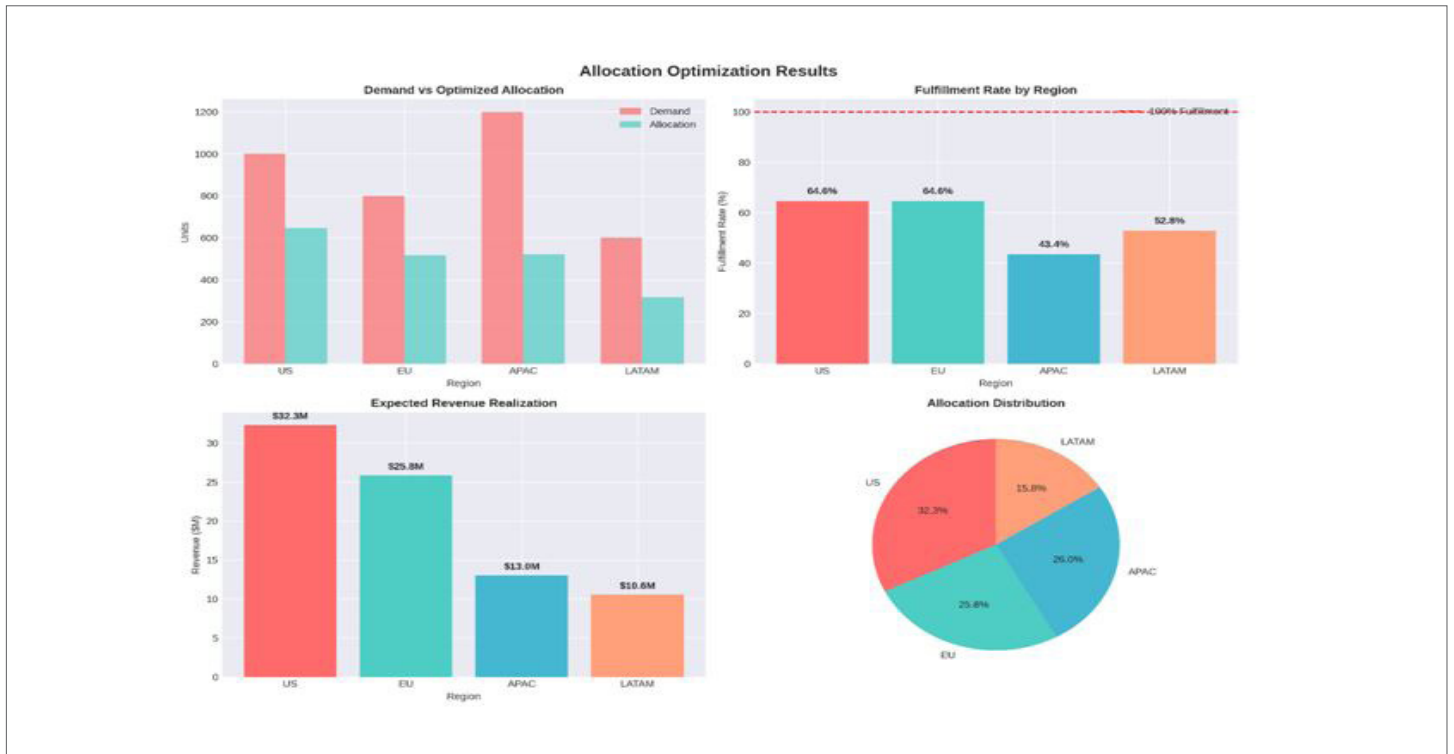 Allocation Optimization Results
Demand vs Optimized Allocation
Demand
Allocation
1200
1000
800
600
400
200
0
Units
US
EU
APAC
LATAM
Region
Fulfillment Rate by Region
100% Fulfillment
100
80
60
40
20
0
Fulfillment Rate (%)
64.6%
64.6%
43.4%
52.8%
US
EU
APAC
LATAM
Region
Expected Revenue Realization
$32.3M
$25.8M
$13.0M
$10.6M
30
25
20
15
10
5
0
Revenue ($M)
US
EU
APAC
LATAM
Region
Allocation Distribution
LATAM
US
15.8%
32.3%
26.0%
APAC
25.8%
EU